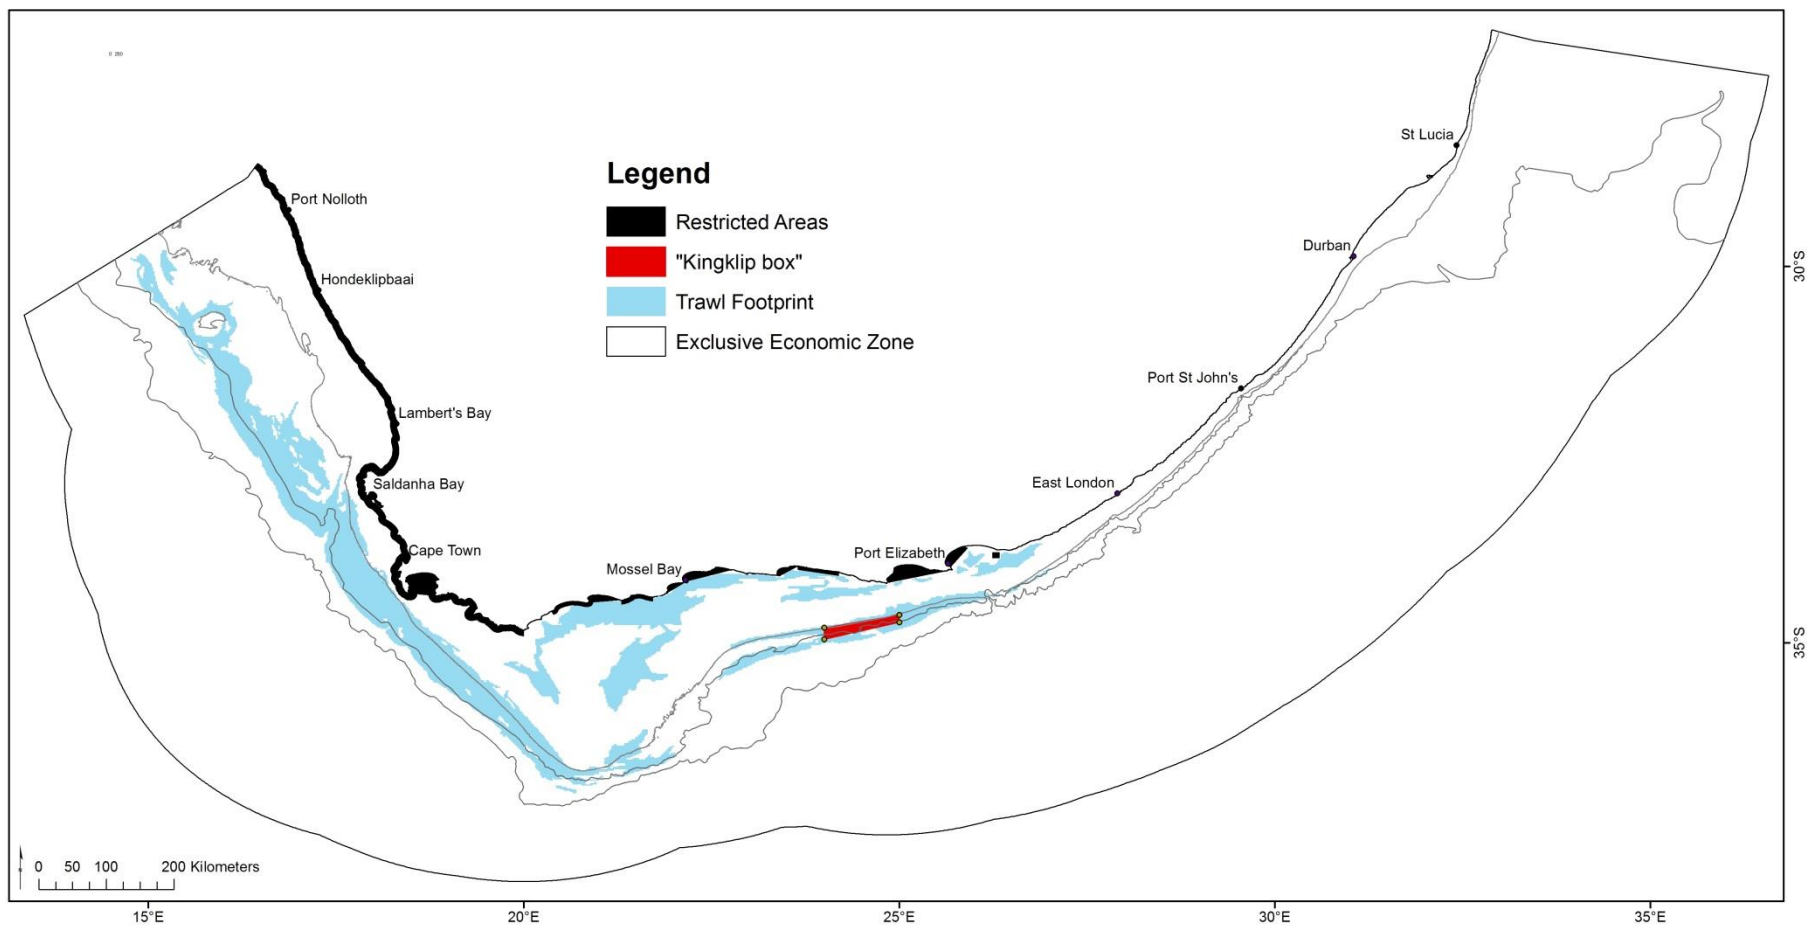 0 280
St Lucia
Legend
Port Nolloth
Restricted Areas
Durban
"Kingklip box"
30°S
Hondeklipbaai
Trawl Footprint
Exclusive Economic Zone
Port St John's
Lambert's Bay
Saldanha Bay
East London
Cape Town
Port Elizabeth
Mossel Bay
35°S
0 50 100 200 Kilometers
15°E 20°E 25°E 30°E 35°E